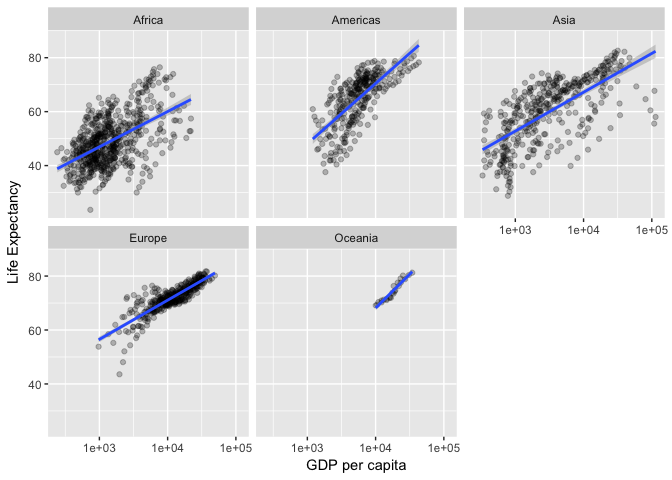 Africa
Americas
Asia
80
60
40
1e+03 1e+04 1e+05
Life Expectancy
Europe
Oceania
80
60
40
1e+03 1e+04 1e+05
1e+03 1e+04 1e+05
GDP per capita